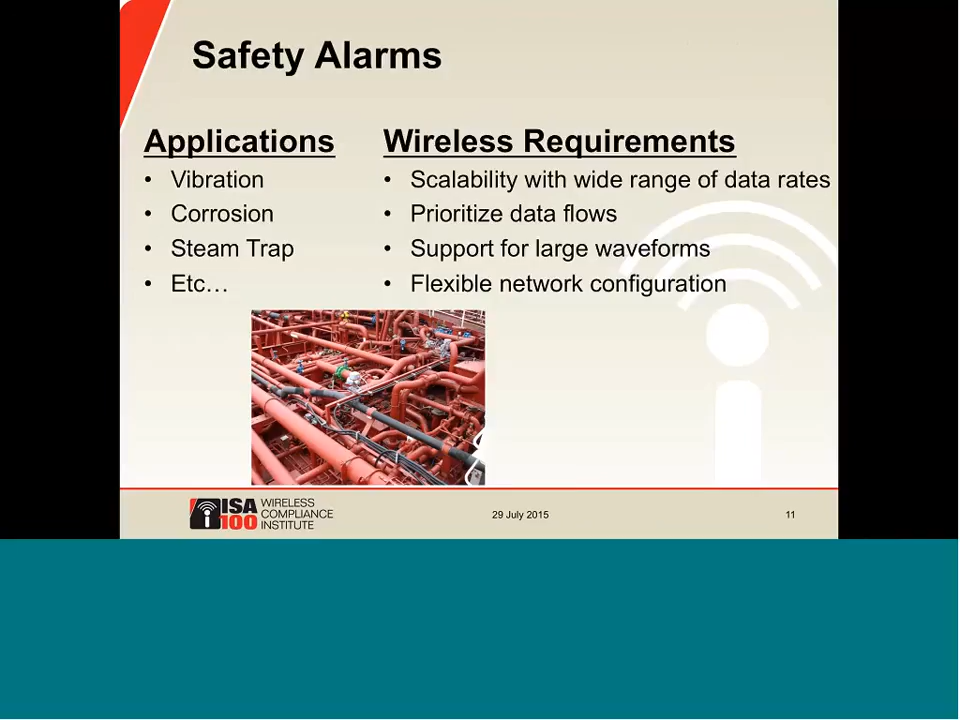 Safety Alarms
Applications
• Vibration
• Corrosion
• Steam Trap
• Etc…
Wireless Requirements
• Scalability with wide range of data rates
• Prioritize data flows
• Support for large waveforms
• Flexible network configuration
ISA
100
WIRELESS
COMPLIANCE
INSTITUTE
29 July 2015
11